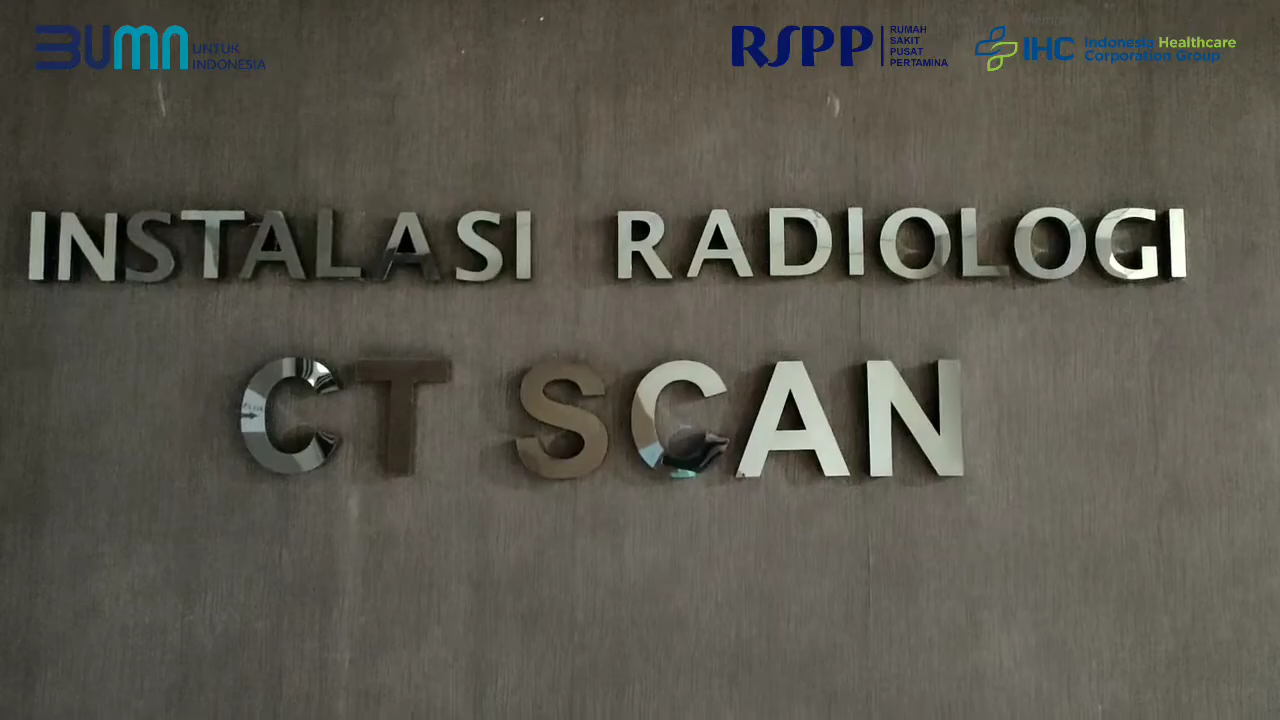 BUMN
UNTUK
INDONESIA
RSPP
RUMAH
SAKIT
PUSAT
PERTAMINA
IHC
Indonesia Healthcare
Corporation Group
INSTALASI RADIOLOGI
CT SCAN